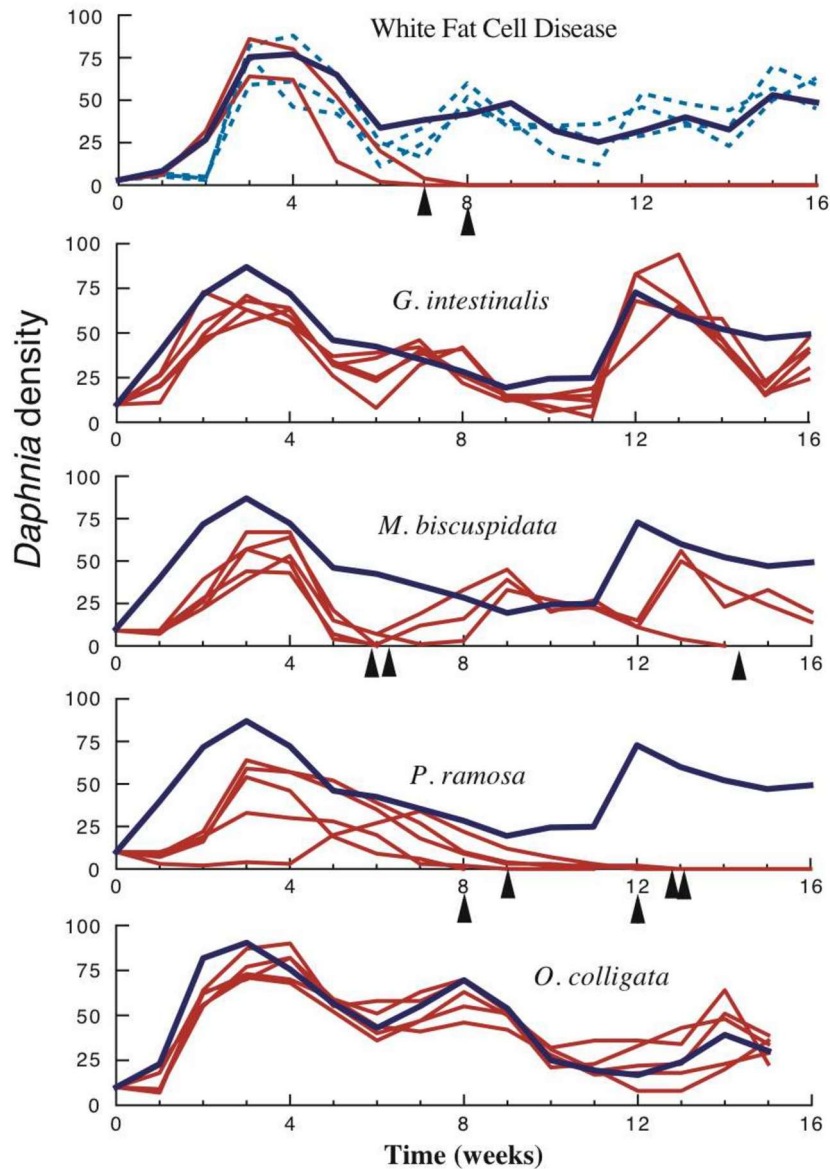 White Fat Cell Disease
100
75
50
25
0
0 4 8 12 16
G. intestinalis
100
75
50
25
0
0 4 8 12 16
Daphnia density
M. biscuspidata
100
75
50
25
0
0 4 8 12 16
P. ramosa
100
75
50
25
0
0 4 8 12 16
O. colligata
100
75
50
25
0
0 4 8 12 16
Time (weeks)